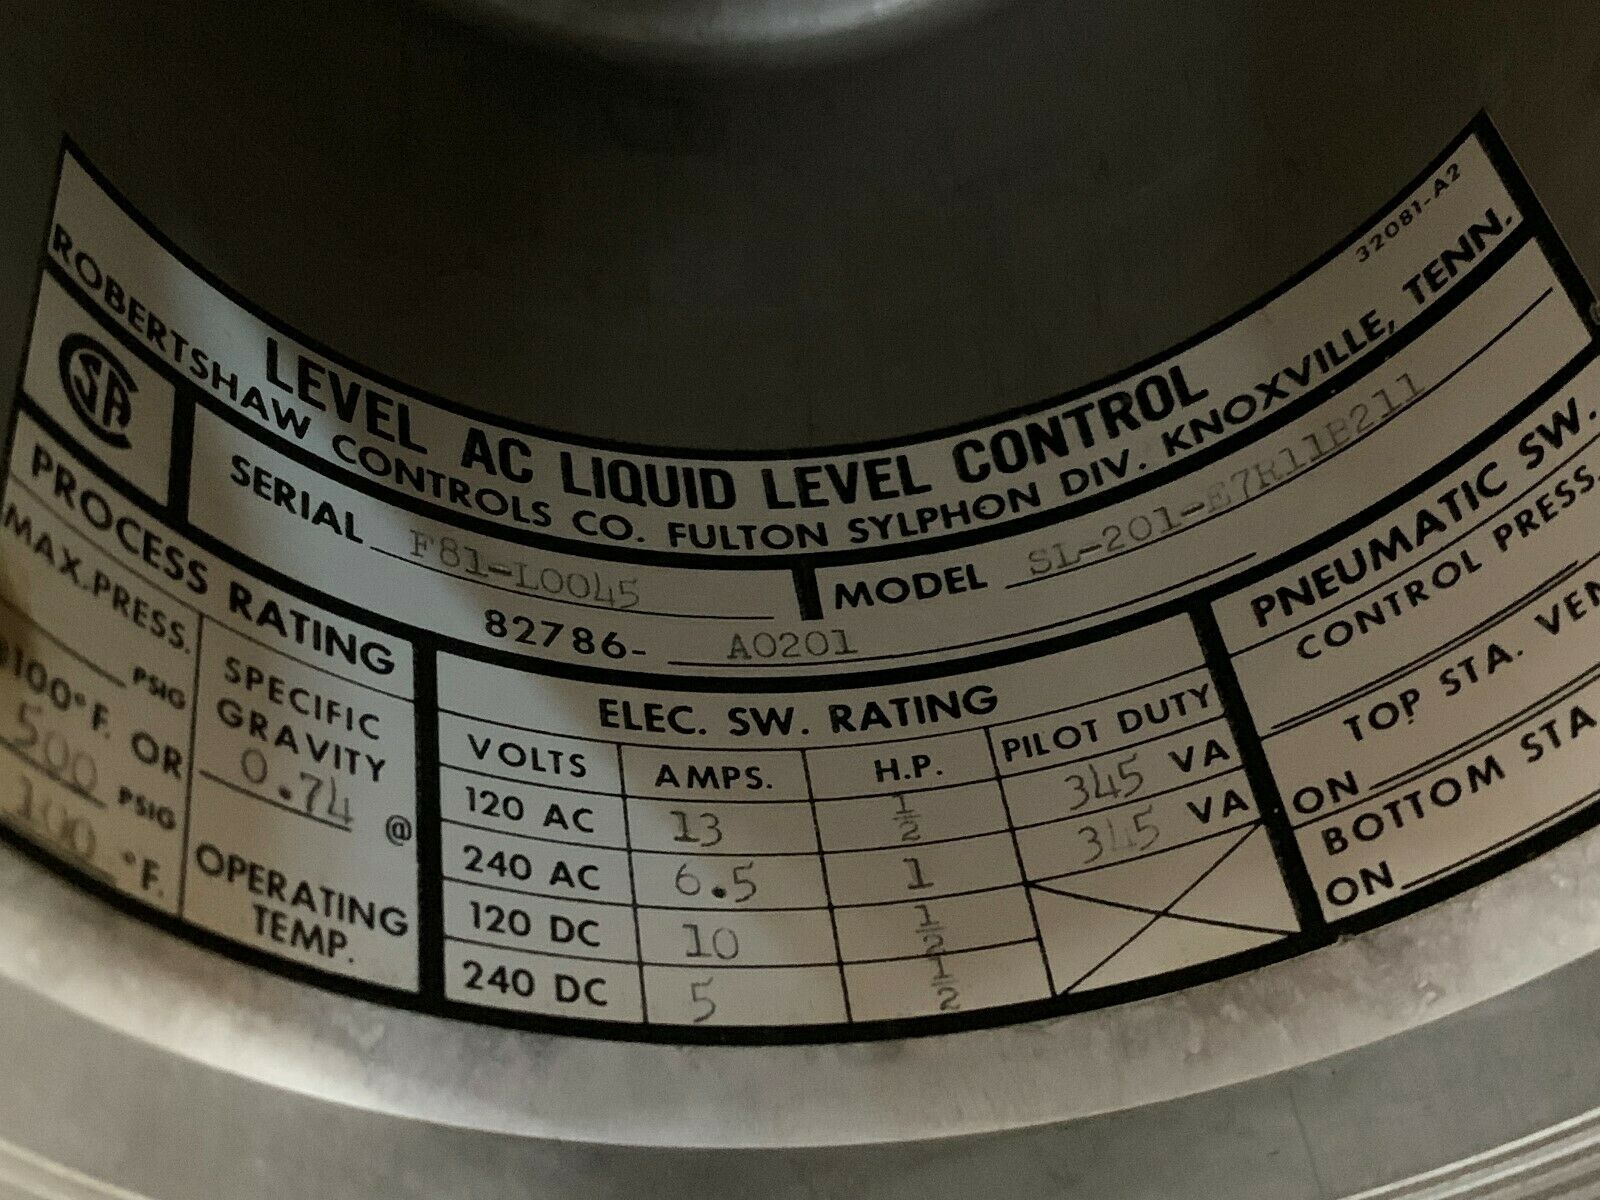 32081-A2
LEVEL AC LIQUID LEVEL CONTROL
ROBERTSHAW CONTROLS CO. FULTON SYLPHON DIV. KNOXVILLE, TENN.
SA
SERIAL F81-L0045
MODEL SL-201-E7R11B211
82786- A0201
PROCESS RATING
MAX. PRESS.
PSIG
@100°F. OR
500 PSIG
100 °F.
SPECIFIC
GRAVITY
0.74 @
OPERATING
TEMP.
ELEC. SW. RATING
VOLTS AMPS. H.P. PILOT DUTY
120 AC 13 1/2 345 VA
240 AC 6.5 1 345 VA
120 DC 10 1/2
240 DC 5 1/2
PNEUMATIC SW.
CONTROL PRESS.
TOP STA. VEN
ON
BOTTOM STA
ON